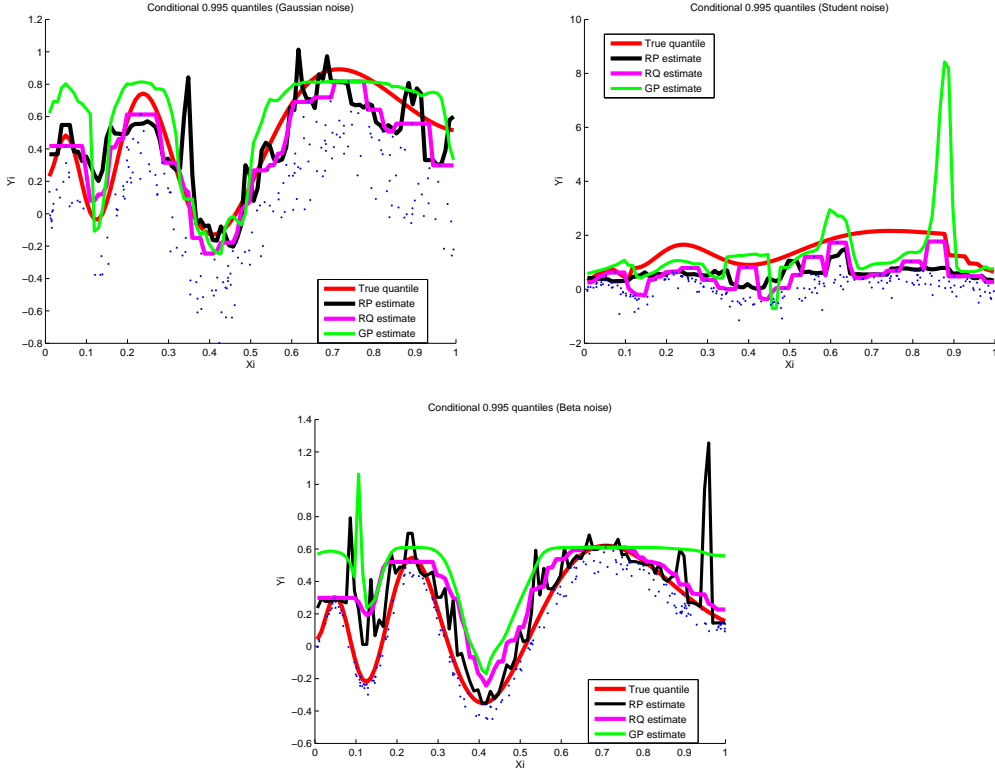 Conditional 0.995 quantiles (Gaussian noise)
1.2
1
0.8
0.6
0.4
0.2
0
−0.2
−0.4
−0.6
−0.8
Yi
0
0.1
0.2
0.3
0.4
0.5
0.6
0.7
0.8
0.9
1
Xi
True quantile
RP estimate
RQ estimate
GP estimate
Conditional 0.995 quantiles (Student noise)
10
8
6
4
2
0
−2
Yi
0
0.1
0.2
0.3
0.4
0.5
0.6
0.7
0.8
0.9
1
Xi
True quantile
RP estimate
RQ estimate
GP estimate
Conditional 0.995 quantiles (Beta noise)
1.4
1.2
1
0.8
0.6
0.4
0.2
0
−0.2
−0.4
−0.6
Yi
0
0.1
0.2
0.3
0.4
0.5
0.6
0.7
0.8
0.9
1
Xi
True quantile
RP estimate
RQ estimate
GP estimate